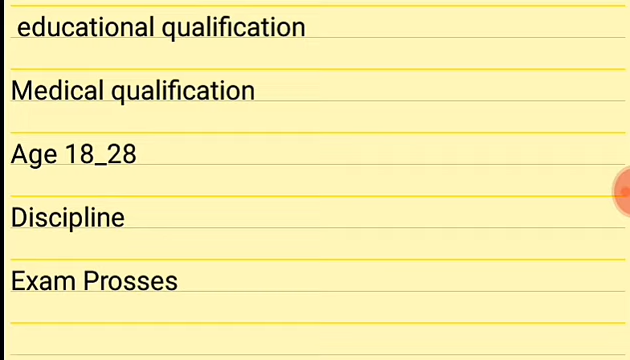 educational qualification
Medical qualification
Age 18_28
Discipline
Exam Prosses